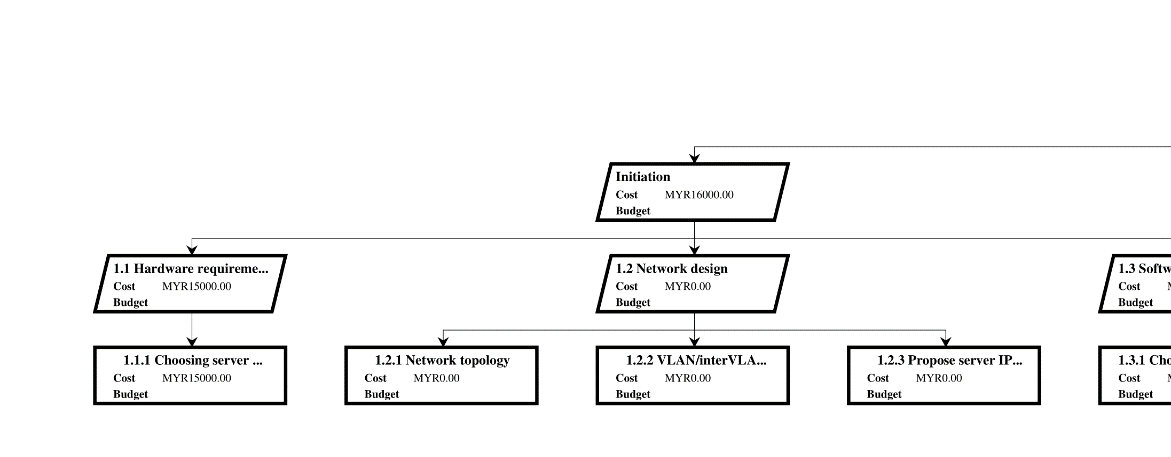 Initiation
Cost MYR16000.00
Budget
1.1 Hardware requireme...
Cost MYR15000.00
Budget
1.2 Network design
Cost MYR0.00
Budget
1.3
Cost
Budget
1.1.1 Choosing server ...
Cost MYR15000.00
Budget
1.2.1 Network topology
Cost MYR0.00
Budget
1.2.2 VLAN/interVLA...
Cost MYR0.00
Budget
1.2.3 Propose server IP...
Cost MYR0.00
Budget
1.3.1
Cost
Budget